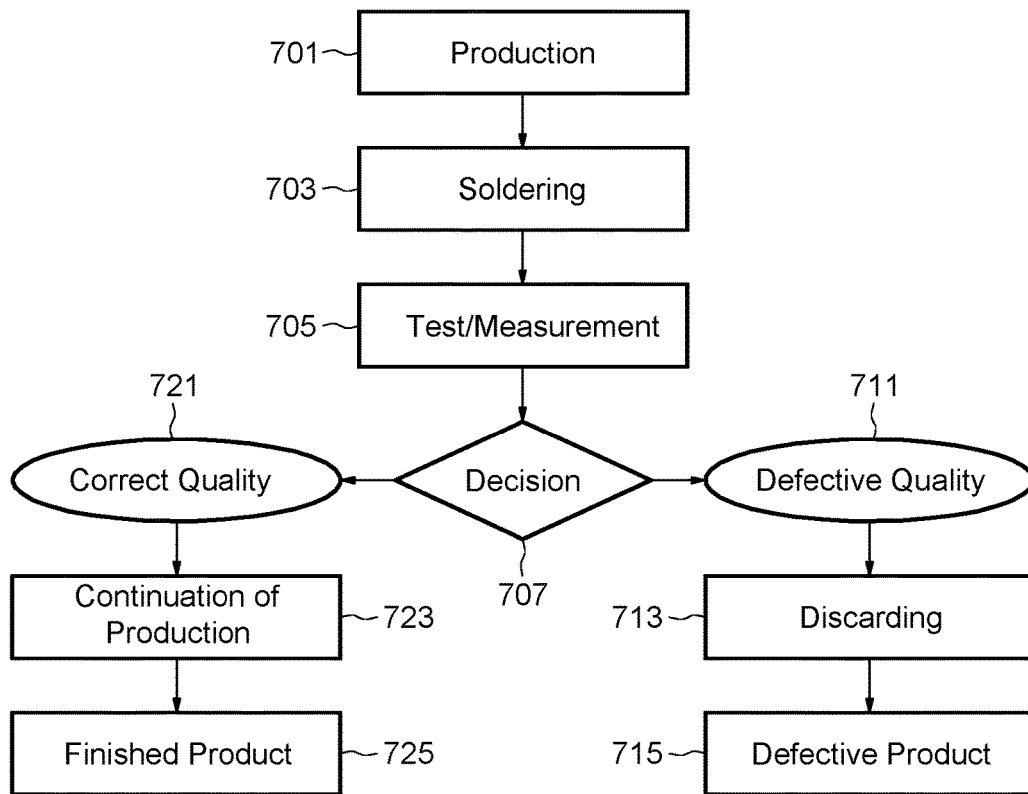 701
Production
703
Soldering
705
Test/Measurement
721
711
Correct Quality
Decision
Defective Quality
707
Continuation of
Production
723
713
Discarding
Finished Product
725
715
Defective Product